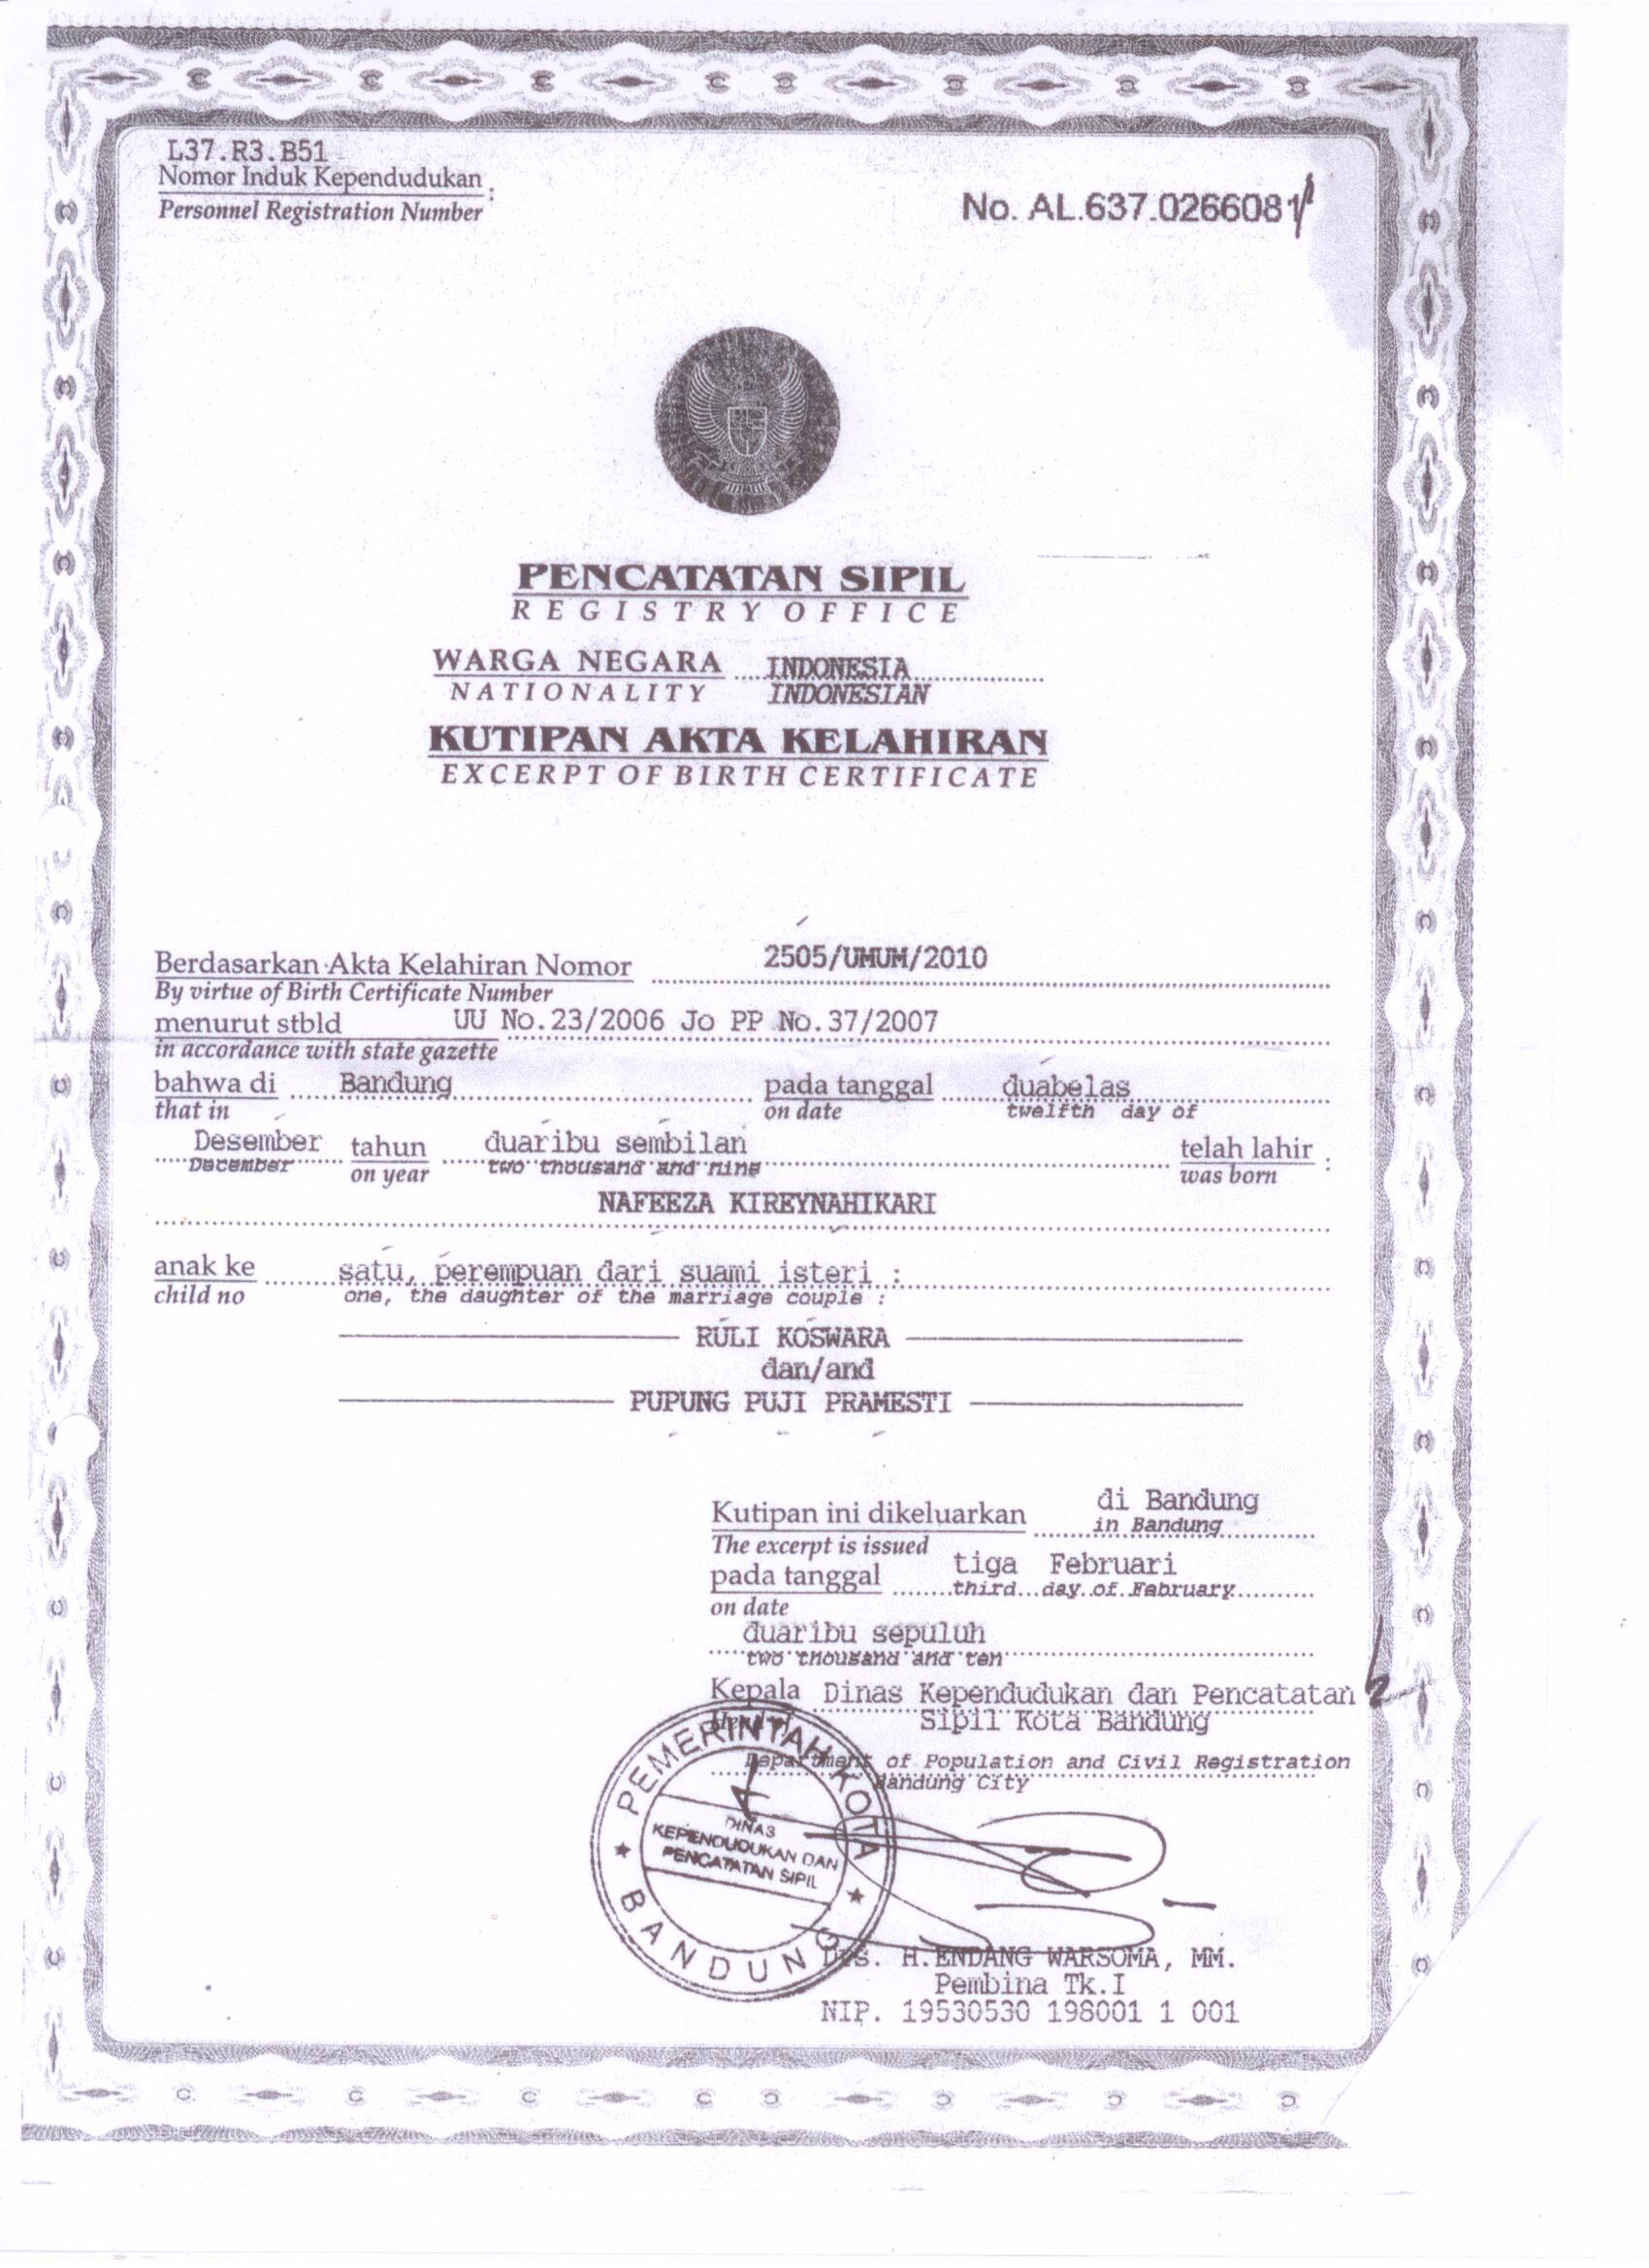 L37.R3.B51
Nomor Induk Kependudukan :
Personnel Registration Number
No. AL.637.0266081
PENCATATAN SIPIL
REGISTRY OFFICE
WARGA NEGARA INDONESIA
NATIONALITY INDONESIAN
KUTIPAN AKTA KELAHIRAN
EXCERPT OF BIRTH CERTIFICATE
Berdasarkan Akta Kelahiran Nomor 2505/UMUM/2010
By virtue of Birth Certificate Number
menurut stbld UU No.23/2006 Jo PP No.37/2007
in accordance with state gazette
bahwa di Bandung pada tanggal duabelas
that in on date twelfth day of
Desember tahun duaribu sembilan telah lahir :
December on year two thousand and nine was born
NAFEEZA KIREYNAHIKARI
anak ke satu, perempuan dari suami isteri :
child no one, the daughter of the marriage couple :
RULI KOSWARA
dan/and
PUPUNG PUJI PRAMESTI
Kutipan ini dikeluarkan di Bandung
The excerpt is issued in Bandung
pada tanggal tiga Februari
on date third day of February
duaribu sepuluh
two thousand and ten
Kepala Dinas Kependudukan dan Pencatatan
Sipil Kota Bandung
Department of Population and Civil Registration
Bandung City
PEMERINTAH KOTA
DINAS
KEPENDUDUKAN DAN
PENCATATAN SIPIL
BANDUNG
Drs. H.ENDANG WARSOMA, MM.
Pembina Tk.I
NIP. 19530530 198001 1 001